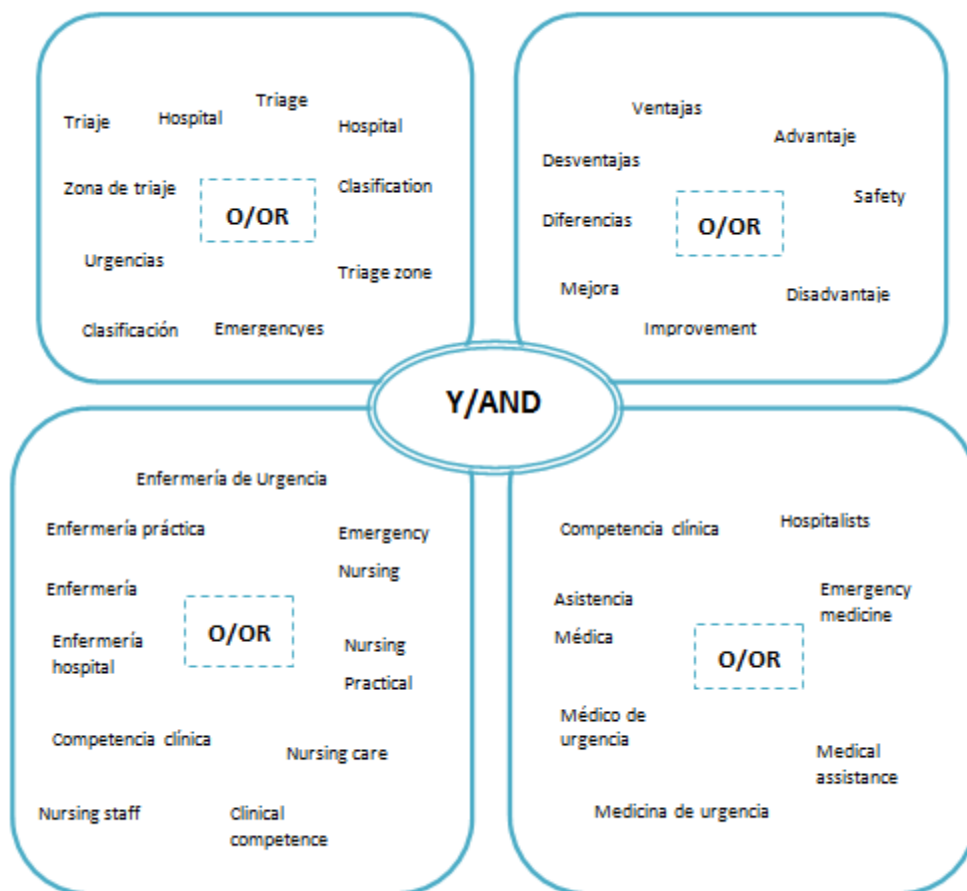 Triaje
Hospital
Triage
Hospital
Zona de triaje
Clasification
O/OR
Urgencias
Triage zone
Clasificación
Emergencyes
Ventajas
Advantaje
Desventajas
Safety
Diferencias
O/OR
Mejora
Disadvantaje
Improvement
Y/AND
Enfermería de Urgencia
Enfermería práctica
Emergency
Nursing
Enfermería
O/OR
Enfermería
hospital
Nursing
Practical
Competencia clínica
Nursing care
Nursing staff
Clinical
competence
Competencia clínica
Hospitalists
Asistencia
Médica
Emergency
medicine
O/OR
Médico de
urgencia
Medical
assistance
Medicina de urgencia